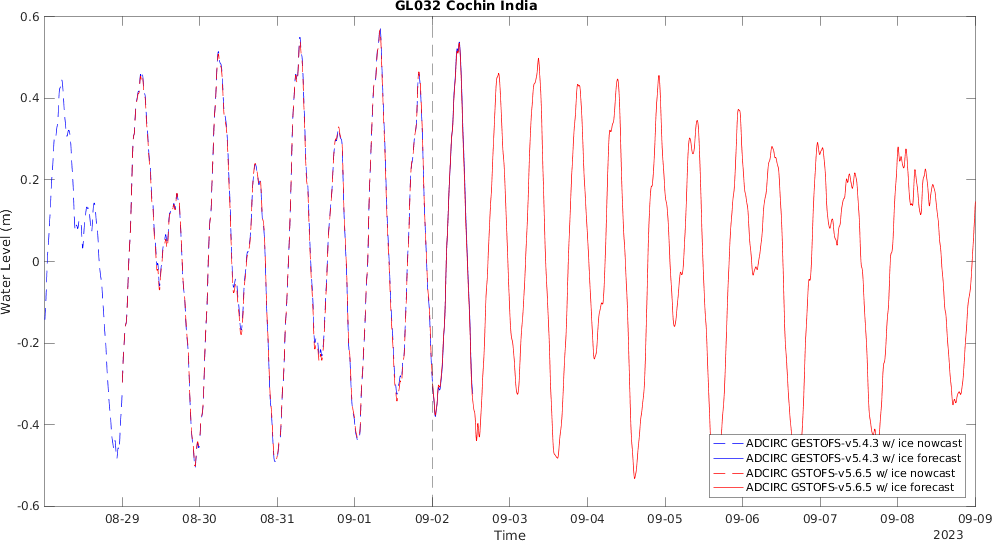 GL032 Cochin India
0.6
0.4
0.2
0
-0.2
-0.4
-0.6
Water Level (m)
ADCIRC GESTOFS-v5.4.3 w/ ice nowcast
ADCIRC GESTOFS-v5.4.3 w/ ice forecast
ADCIRC GSTOFS-v5.6.5 w/ ice nowcast
ADCIRC GSTOFS-v5.6.5 w/ ice forecast
08-29 08-30 08-31 09-01 09-02 09-03 09-04 09-05 09-06 09-07 09-08 09-09
Time
2023